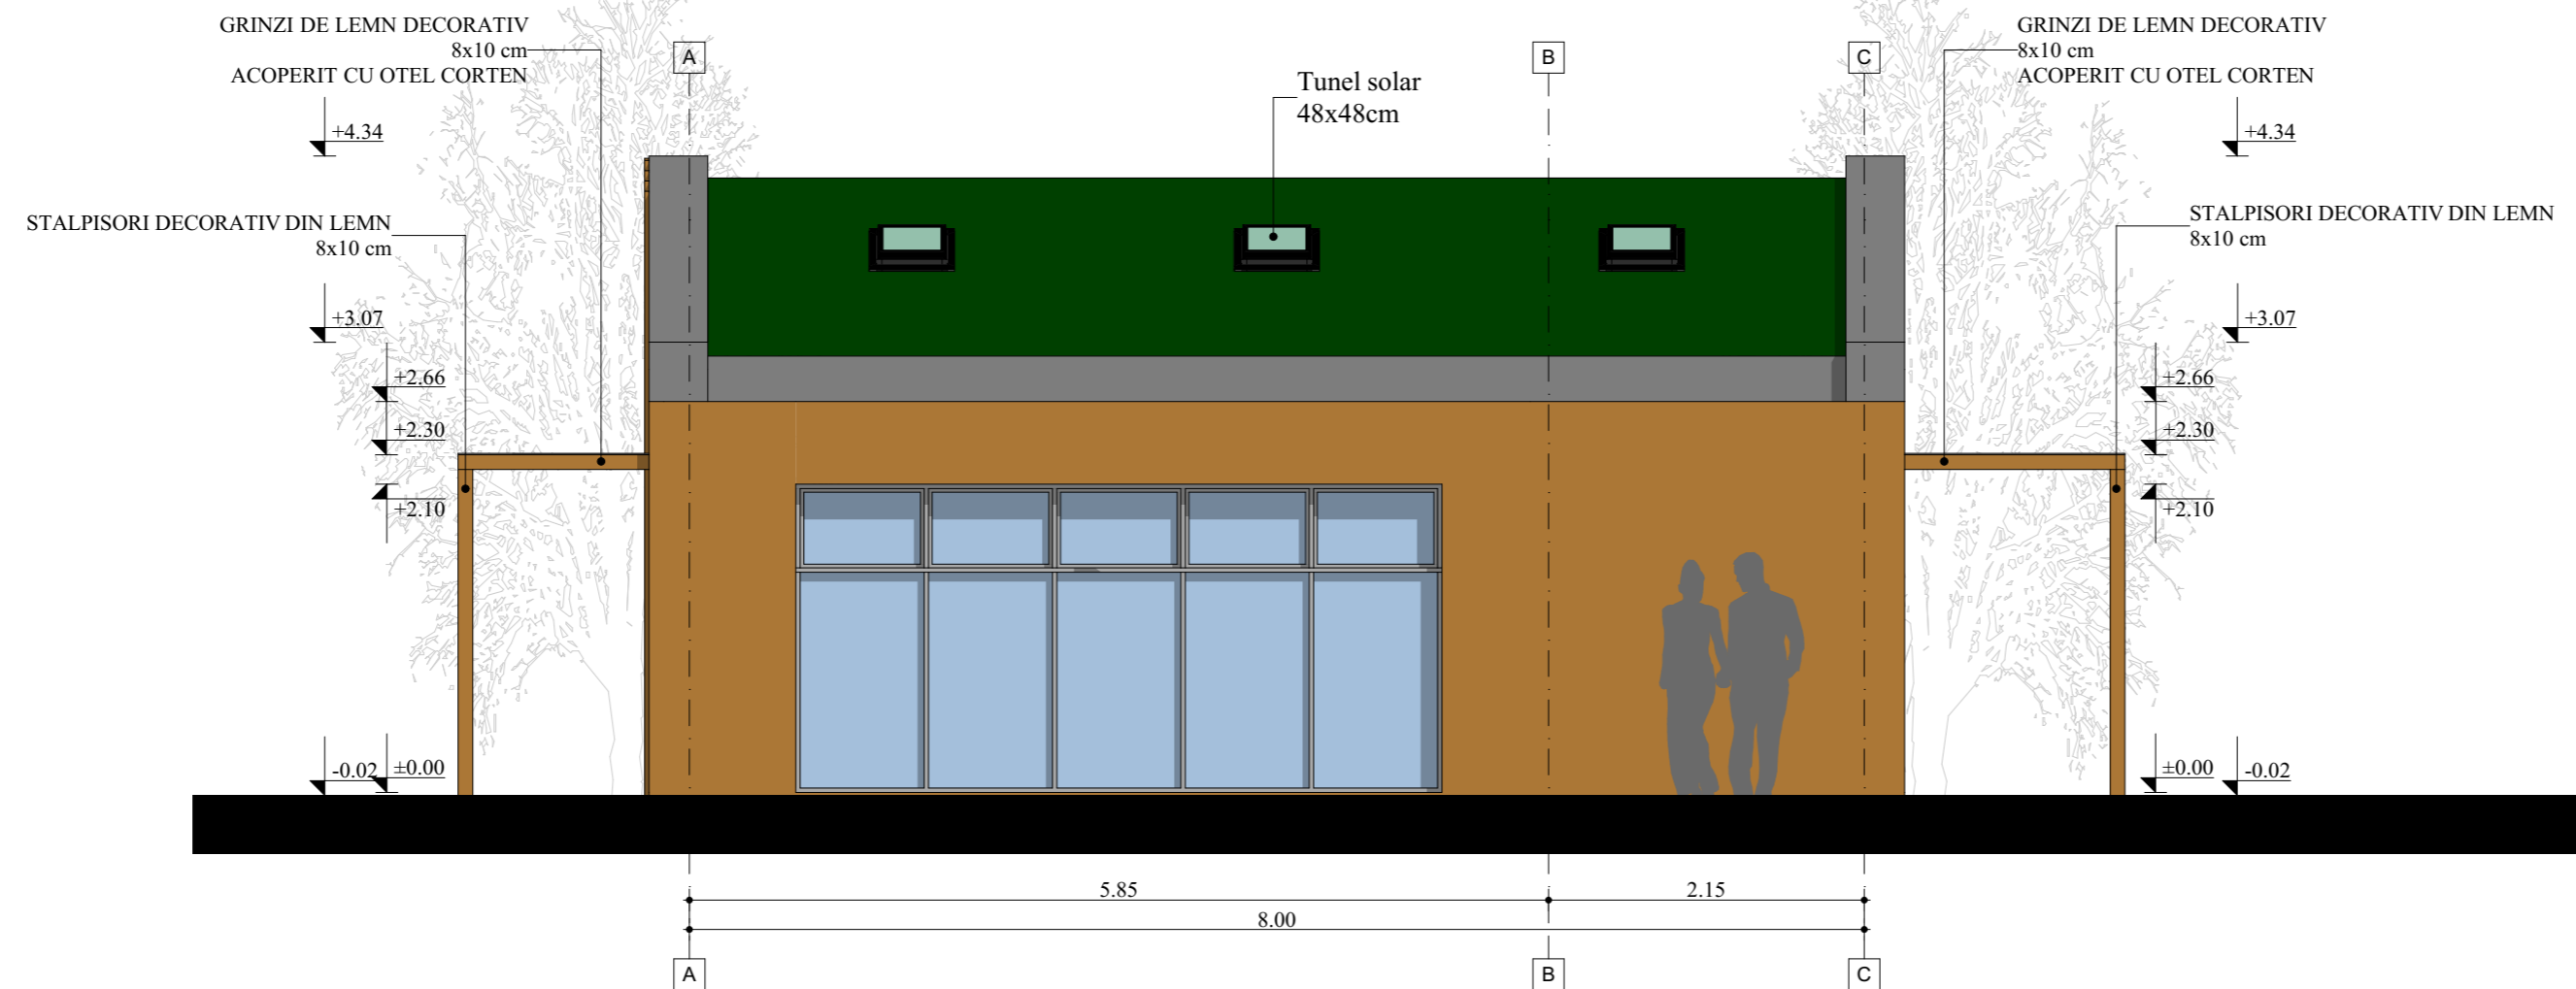 GRINZI DE LEMN DECORATIV
8x10 cm
ACOPERIT CU OTEL CORTEN
A
B
C
Tunel solar
48x48cm
GRINZI DE LEMN DECORATIV
8x10 cm
ACOPERIT CU OTEL CORTEN
+4.34
+4.34
STALPISORI DECORATIV DIN LEMN
8x10 cm
STALPISORI DECORATIV DIN LEMN
8x10 cm
+3.07
+3.07
+2.66
+2.66
+2.30
+2.30
+2.10
+2.10
-0.02
±0.00
±0.00
-0.02
5.85
2.15
8.00
A
B
C